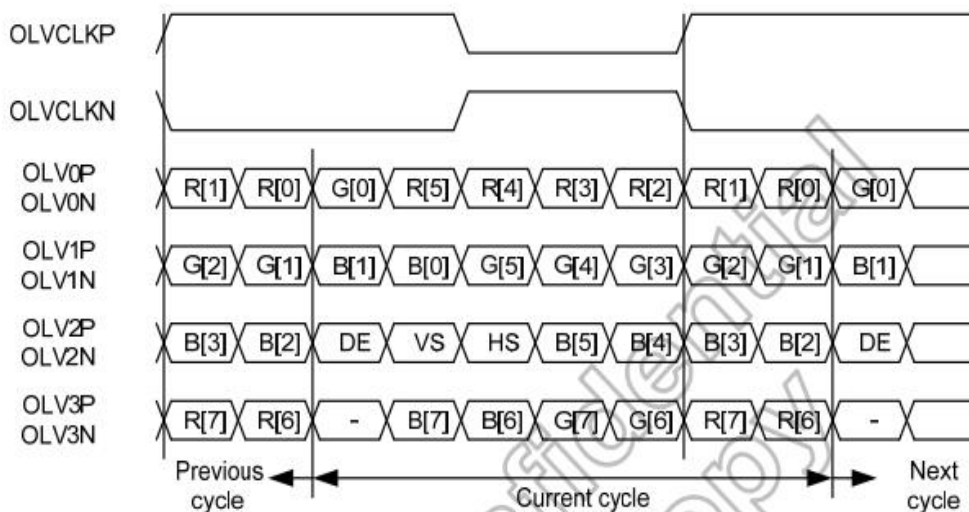 OLVCLKP
OLVCLKN
OLV0P
OLV0N
R[1] R[0] G[0] R[5] R[4] R[3] R[2] R[1] R[0] G[0]
OLV1P
OLV1N
G[2] G[1] B[1] B[0] G[5] G[4] G[3] G[2] G[1] B[1]
OLV2P
OLV2N
B[3] B[2] DE VS HS B[5] B[4] B[3] B[2] DE
OLV3P
OLV3N
R[7] R[6] - B[7] B[6] G[7] G[6] R[7] R[6] -
Previous
cycle
Current cycle
Next
cycle